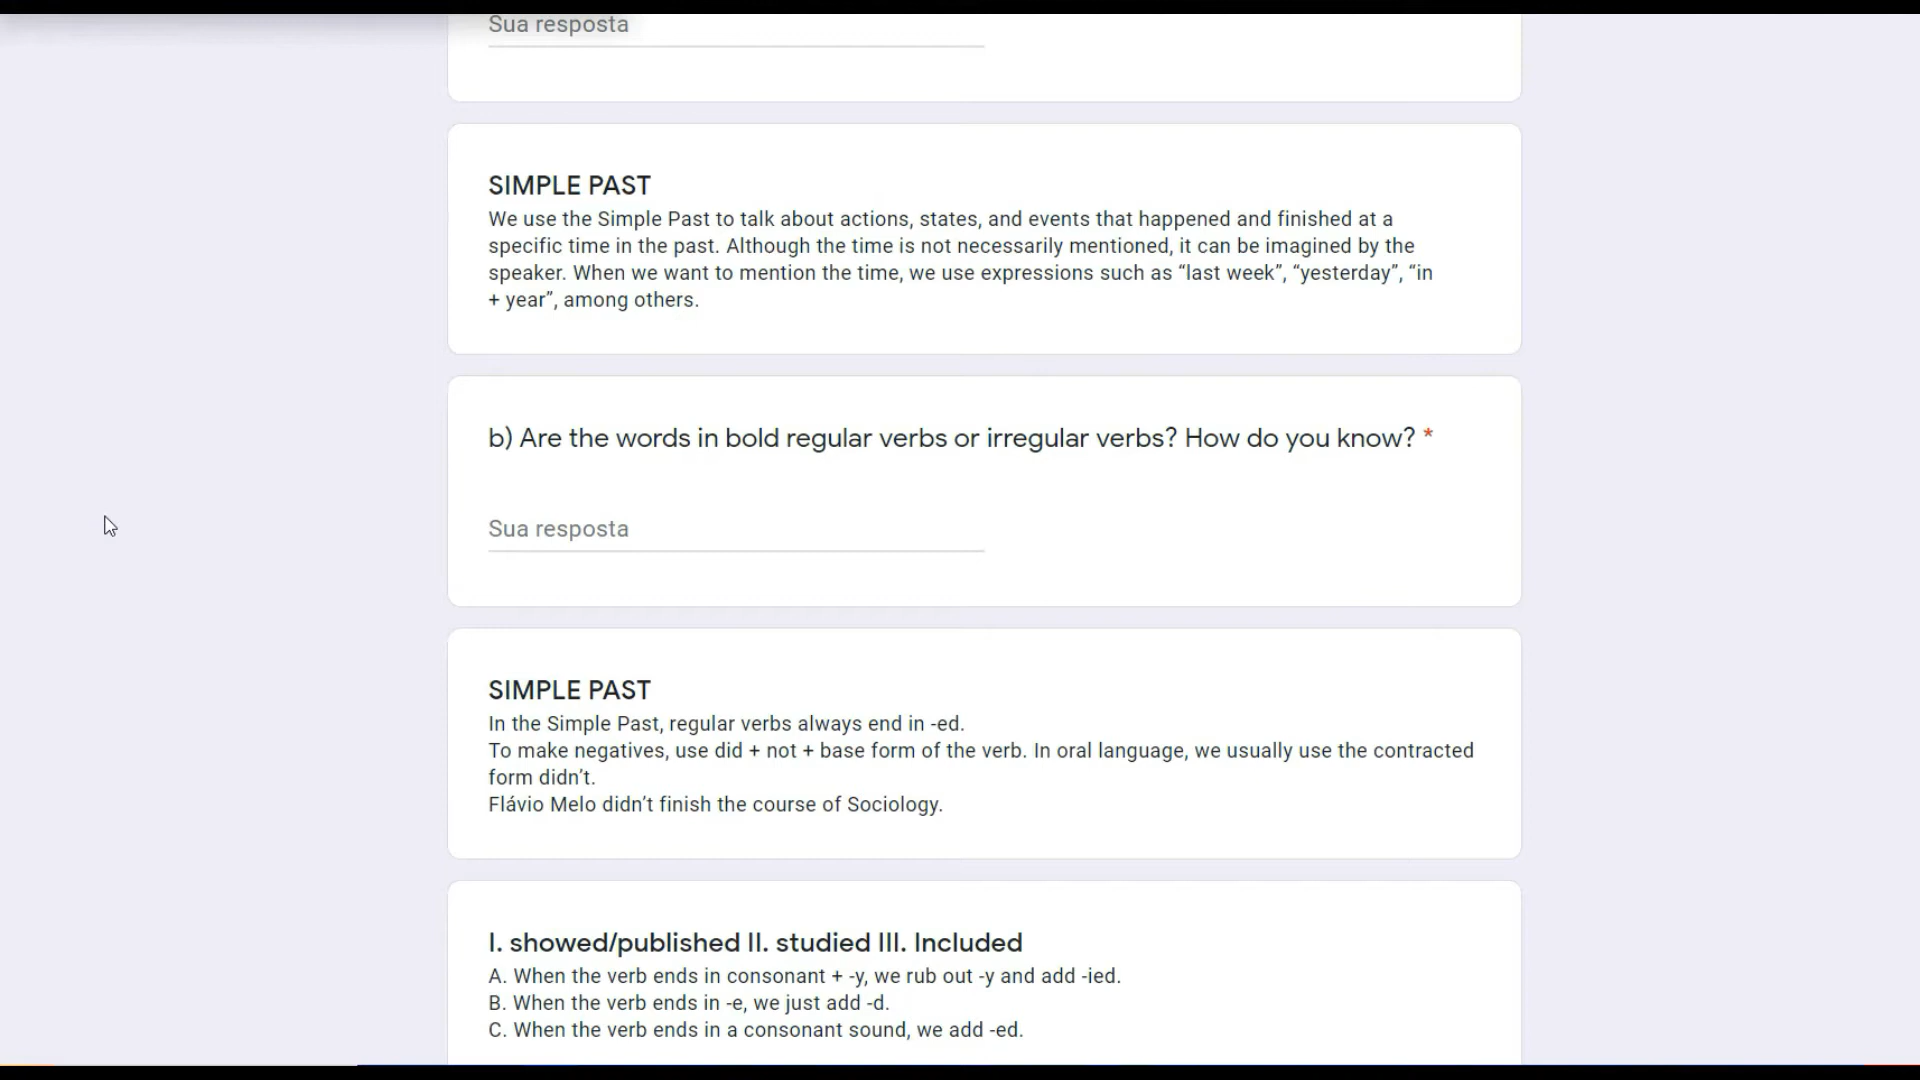 Sua resposta
SIMPLE PAST
We use the Simple Past to talk about actions, states, and events that happened and finished at a
specific time in the past. Although the time is not necessarily mentioned, it can be imagined by the
speaker. When we want to mention the time, we use expressions such as “last week”, “yesterday”, “in
+ year”, among others.
b) Are the words in bold regular verbs or irregular verbs? How do you know? *
Sua resposta
SIMPLE PAST
In the Simple Past, regular verbs always end in -ed.
To make negatives, use did + not + base form of the verb. In oral language, we usually use the contracted
form didn’t.
Flávio Melo didn’t finish the course of Sociology.
I. showed/published II. studied III. Included
A. When the verb ends in consonant + -y, we rub out -y and add -ied.
B. When the verb ends in -e, we just add -d.
C. When the verb ends in a consonant sound, we add -ed.